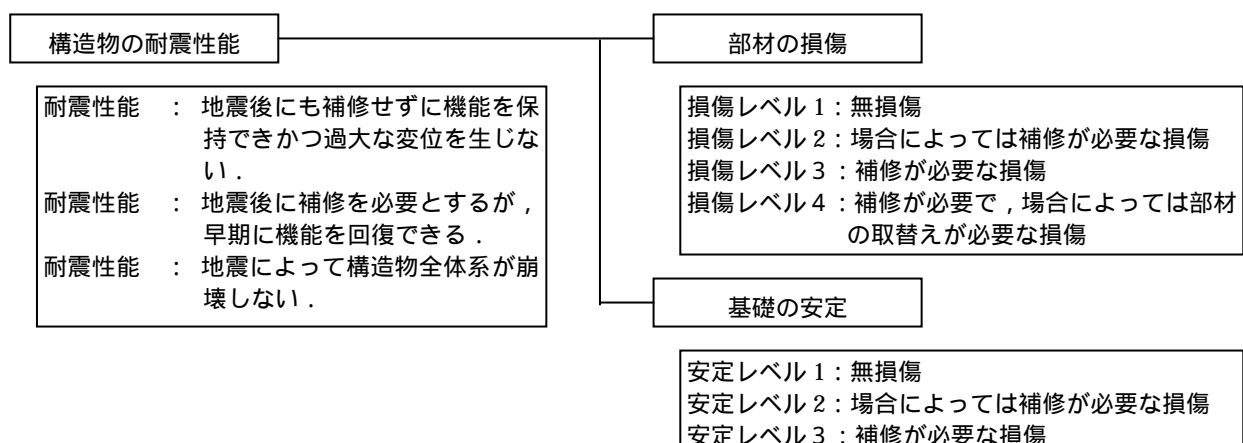 構造物の耐震性能
部材の損傷
耐震性能 : 地震後にも補修せずに機能を保
持できかつ過大な変位を生じな
い.
耐震性能 : 地震後に補修を必要とするが,
早期に機能を回復できる.
耐震性能 : 地震によって構造物全体系が崩
壊しない.
損傷レベル1:無損傷
損傷レベル2:場合によっては補修が必要な損傷
損傷レベル3:補修が必要な損傷
損傷レベル4:補修が必要で,場合によっては部材
の取替えが必要な損傷
基礎の安定
安定レベル1:無損傷
安定レベル2:場合によっては補修が必要な損傷
安定レベル3:補修が必要な損傷